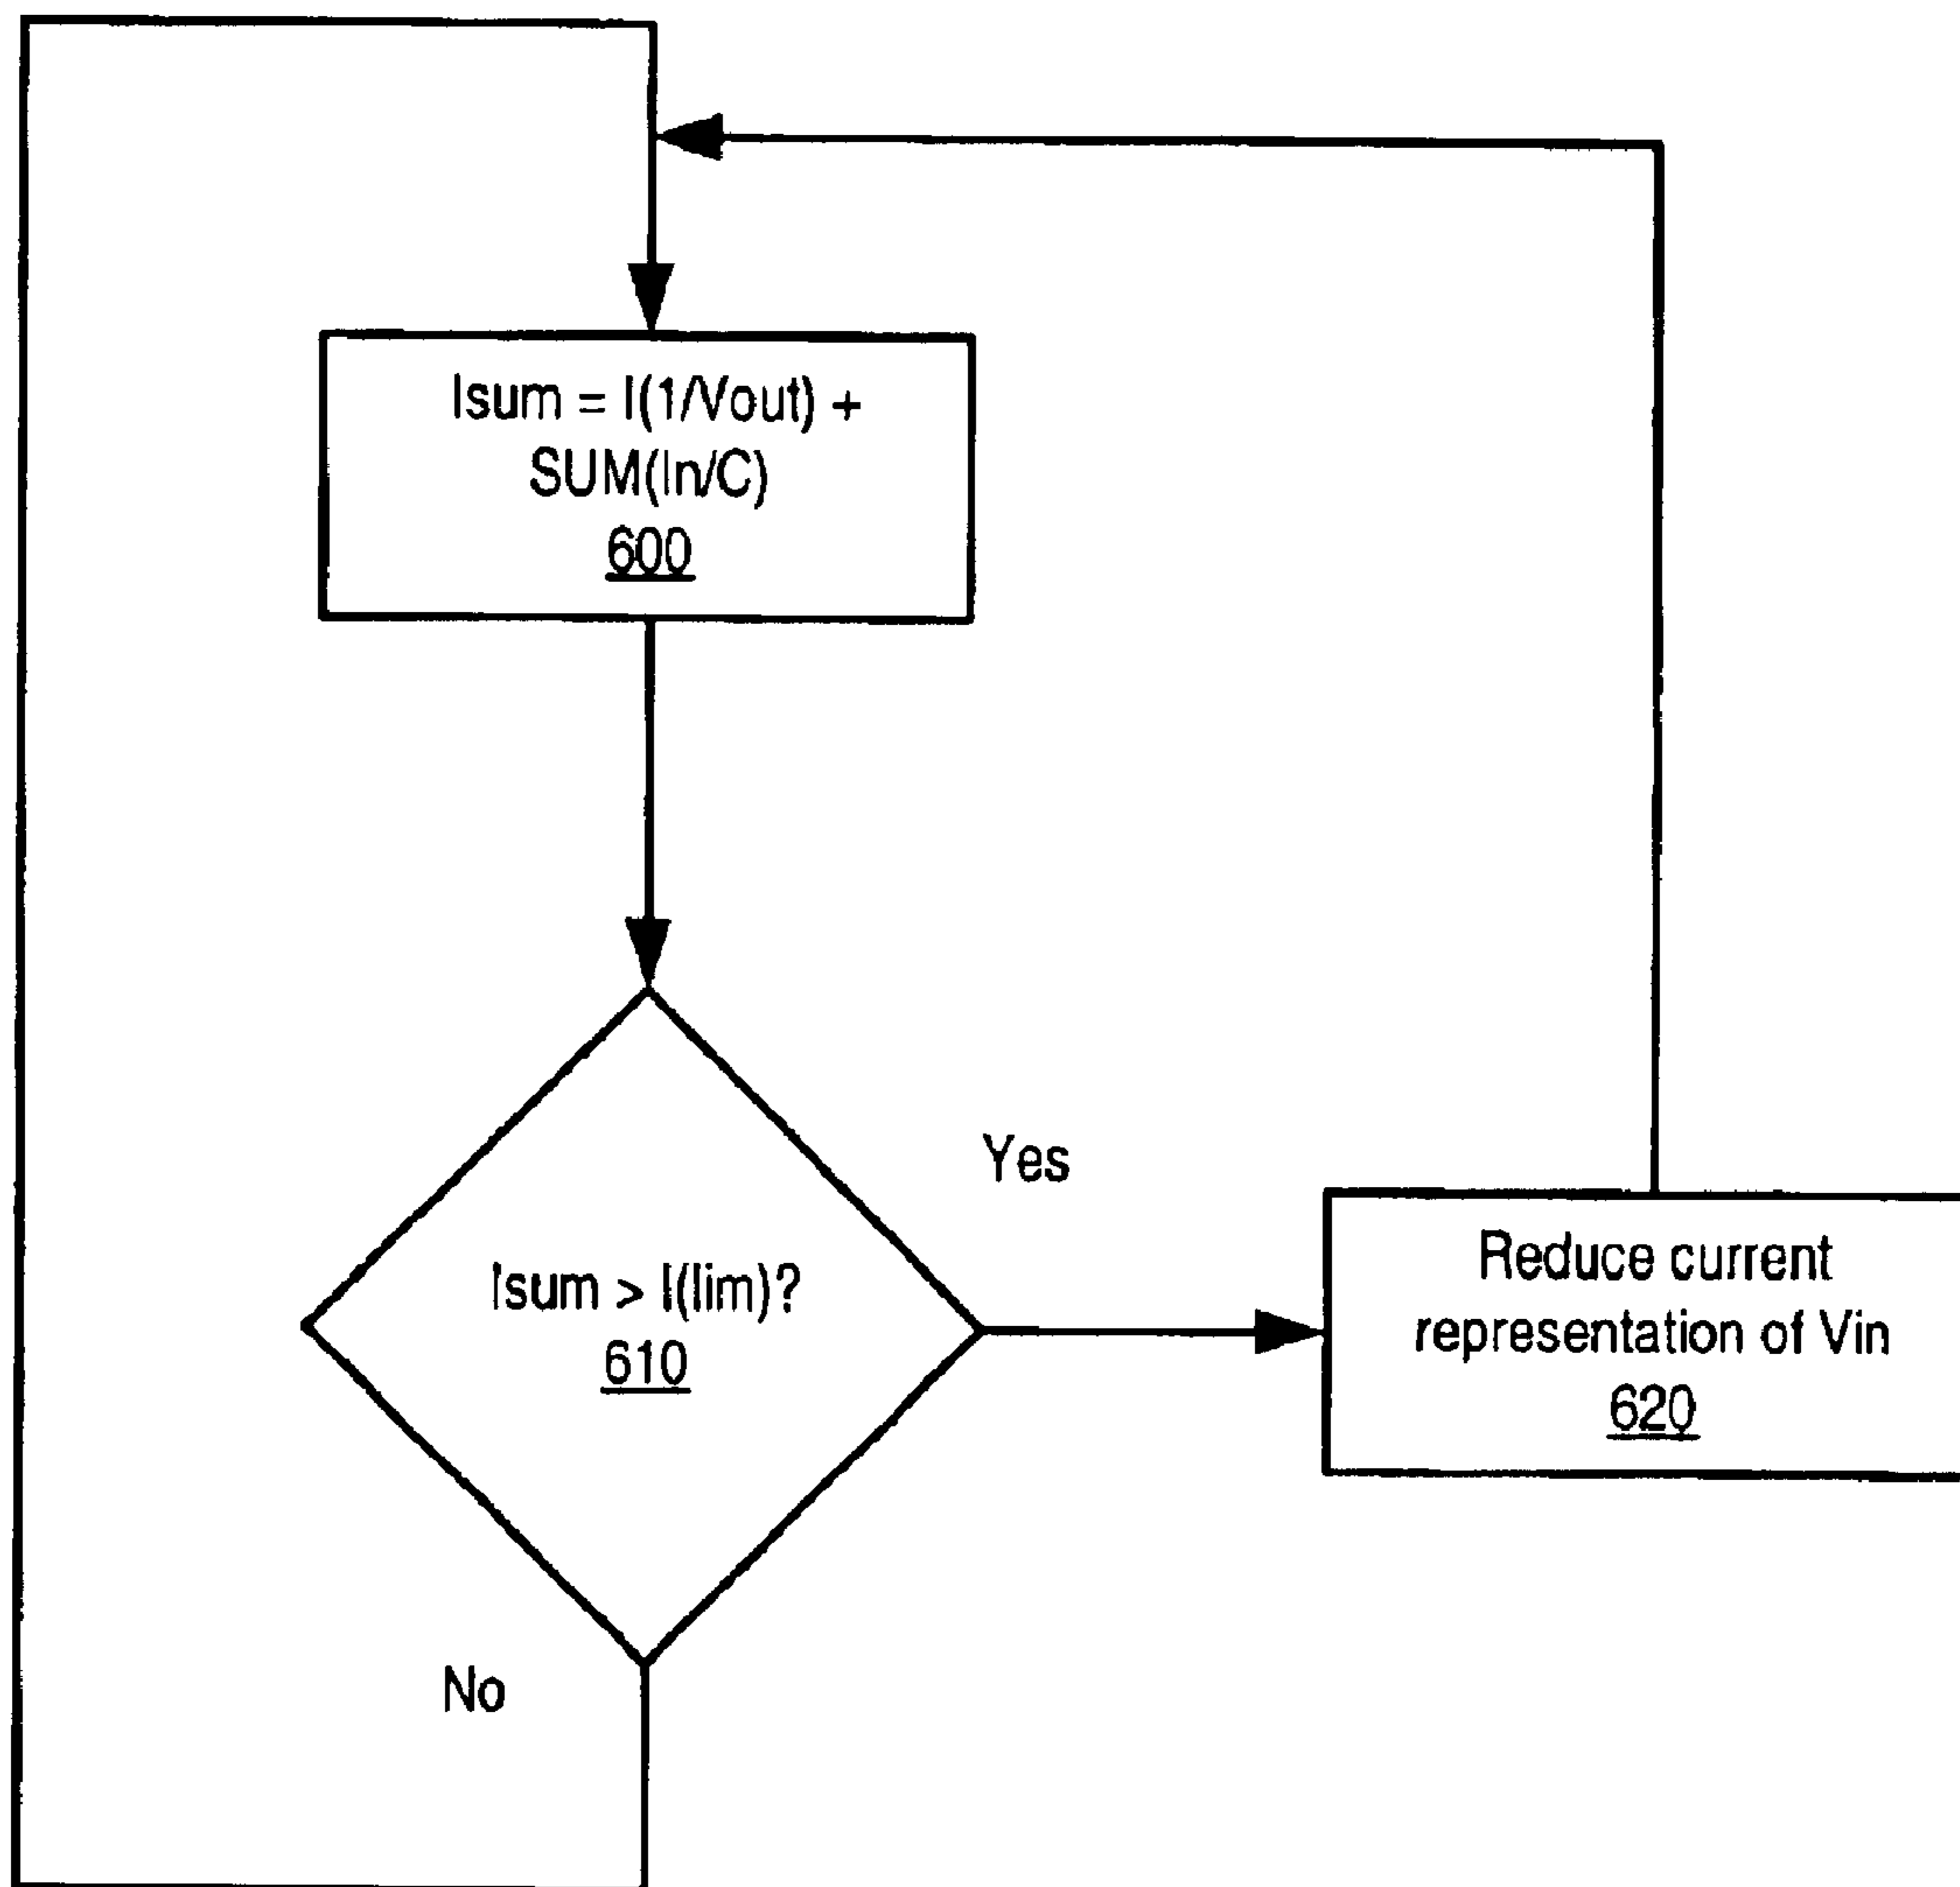 Isum = I(1/Vout) +
SUM(In/C)
600
Yes
Isum > I(lim)?
610
Reduce current
representation of Vin
620
No